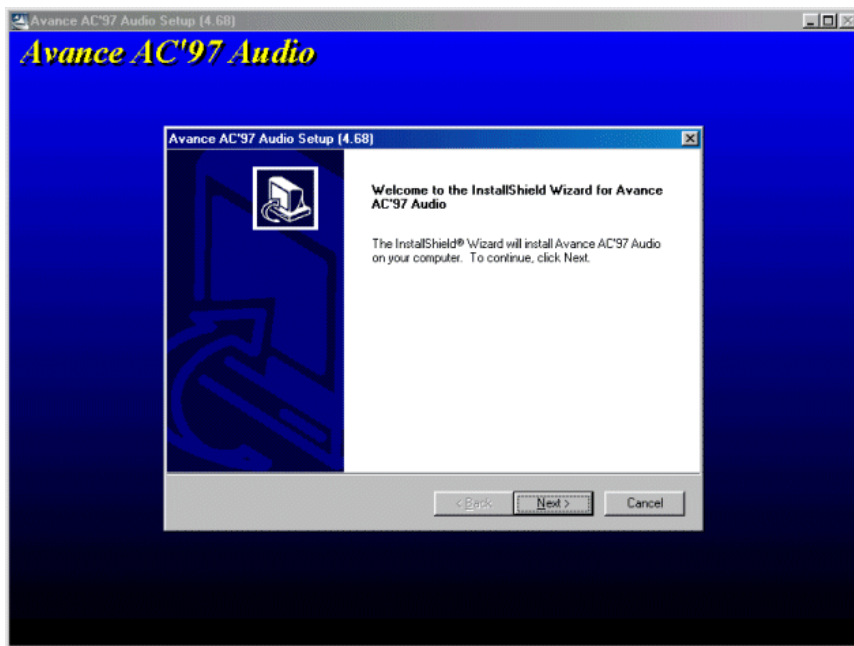 Avance AC'97 Audio Setup (4.68)
Avance AC'97 Audio
Avance AC'97 Audio Setup (4.68)
Welcome to the InstallShield Wizard for Avance
AC'97 Audio
The InstallShield® Wizard will install Avance AC'97 Audio
on your computer.  To continue, click Next.
< Back Next > Cancel